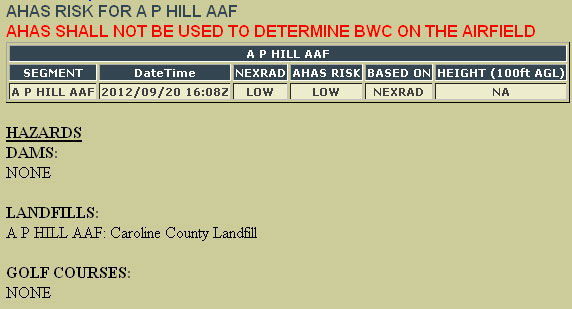 AHAS RISK FOR A P HILL AAF
AHAS SHALL NOT BE USED TO DETERMINE BWC ON THE AIRFIELD
A P HILL AAF
SEGMENT DateTime NEXRAD AHAS RISK BASED ON HEIGHT (100ft AGL)
A P HILL AAF 2012/09/20 16:08Z LOW LOW NEXRAD NA
HAZARDS
DAMS:
NONE
LANDFILLS:
A P HILL AAF: Caroline County Landfill
GOLF COURSES:
NONE